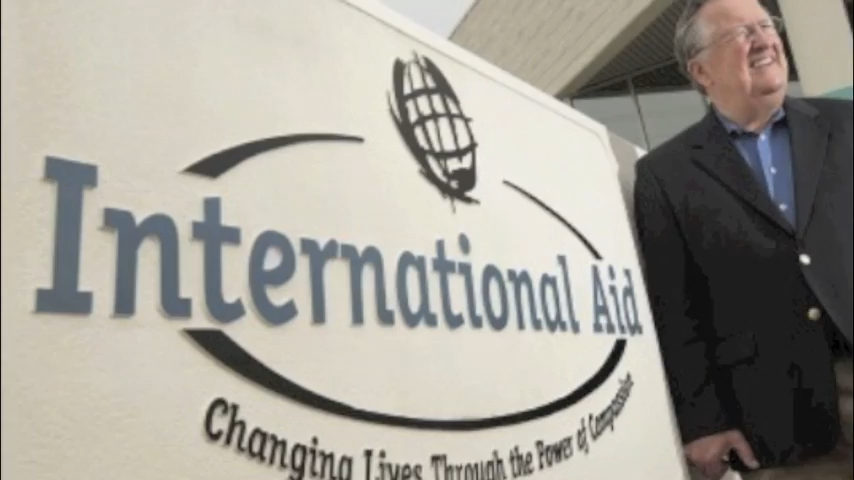 International Aid
Changing Lives Through the Power of Compassion